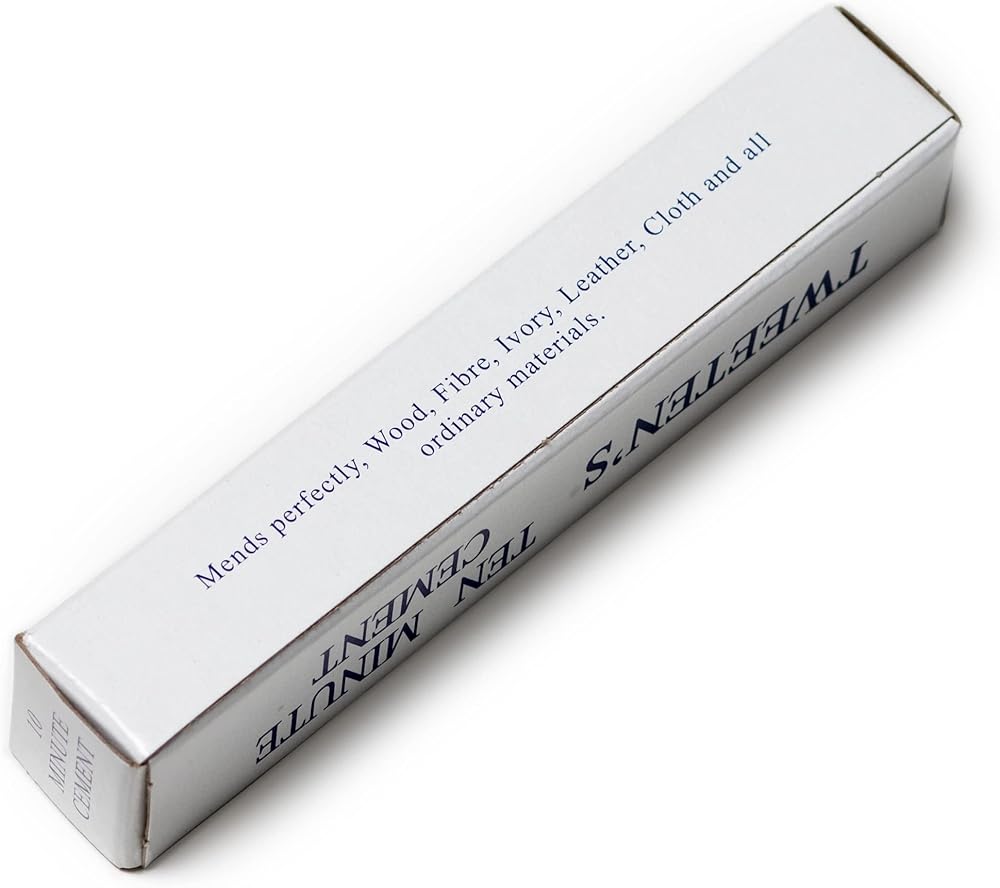 Mends perfectly, Wood, Fibre, Ivory, Leather, Cloth and all
ordinary materials.
TWEETEN'S
TEN MINUTE
CEMENT
10
MINUTE
CEMENT